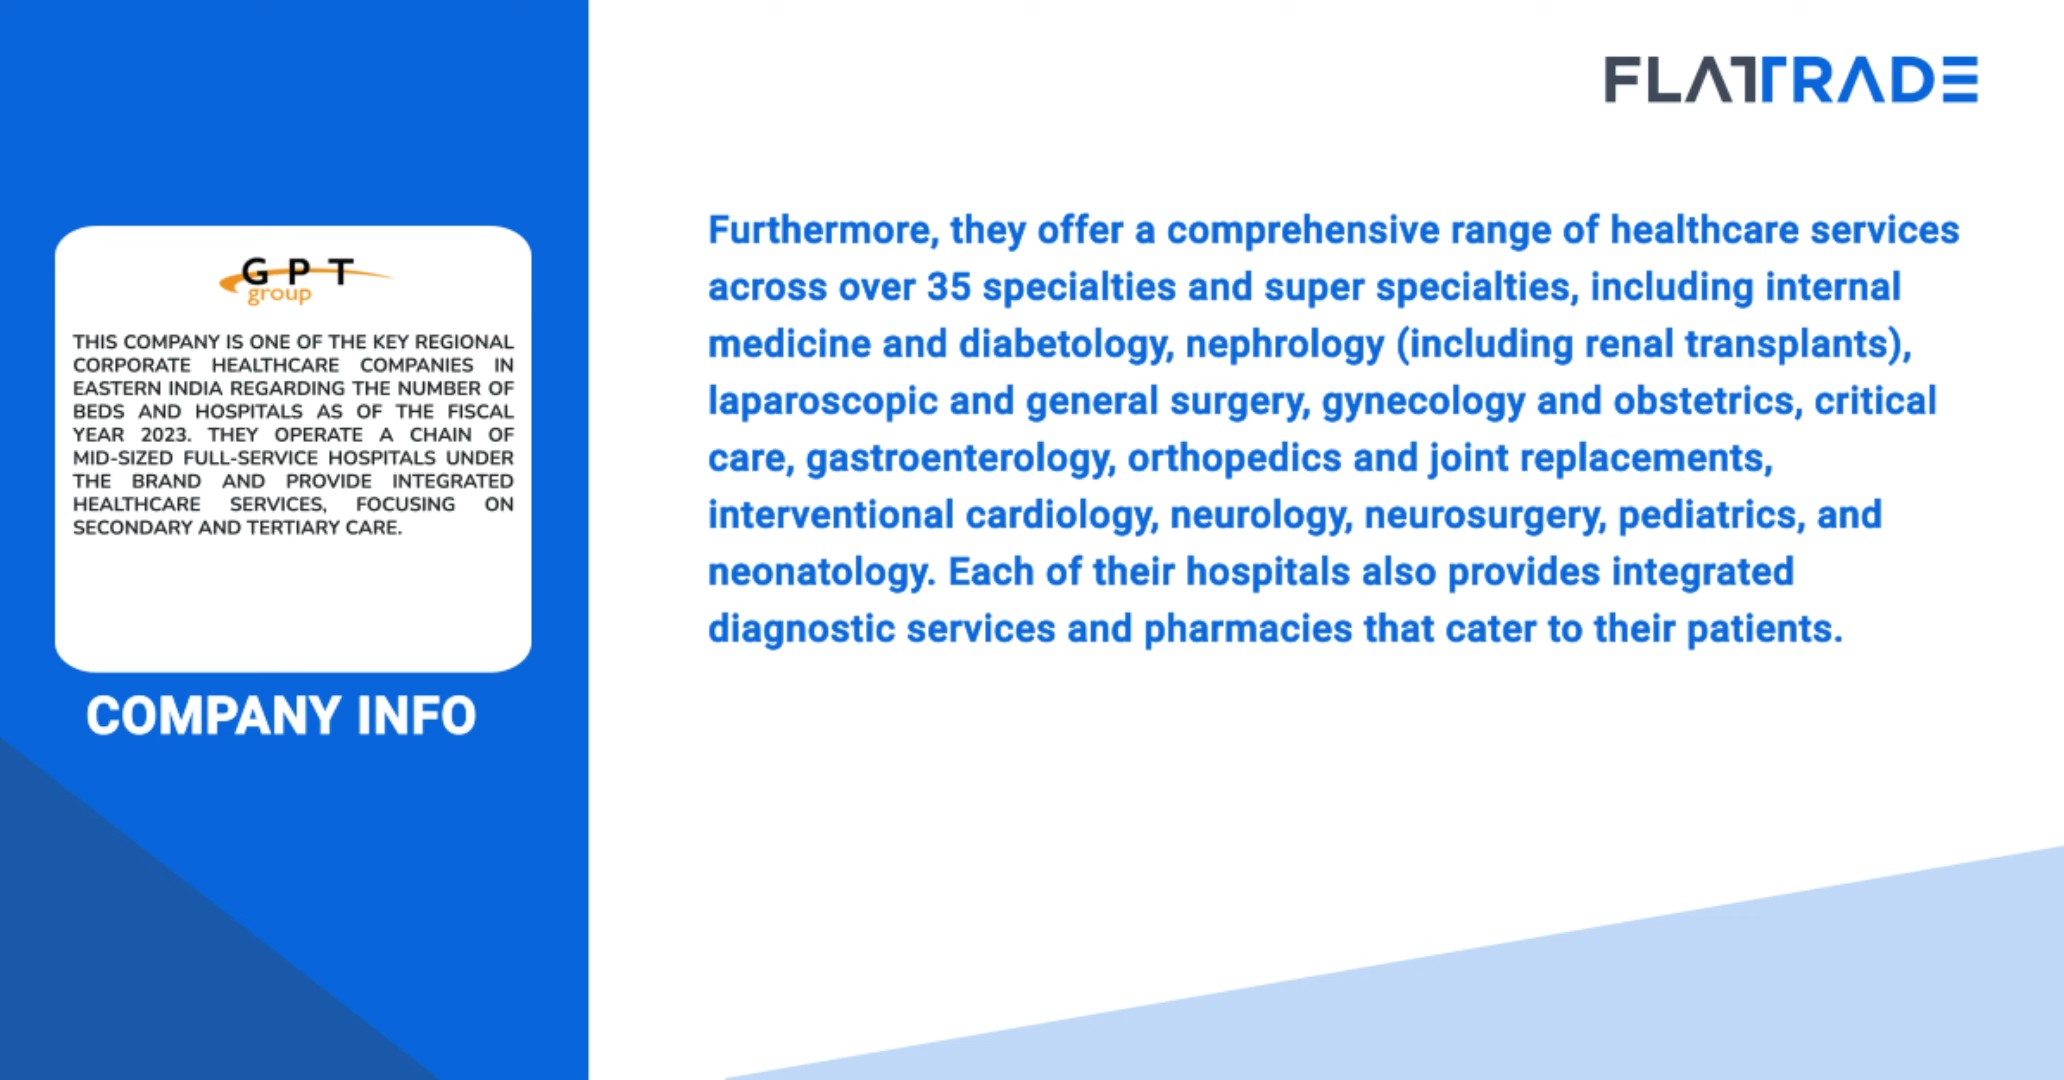 FLATTRADE
G P T
group
THIS COMPANY IS ONE OF THE KEY REGIONAL
CORPORATE HEALTHCARE COMPANIES IN
EASTERN INDIA REGARDING THE NUMBER OF
BEDS AND HOSPITALS AS OF THE FISCAL
YEAR 2023. THEY OPERATE A CHAIN OF
MID-SIZED FULL-SERVICE HOSPITALS UNDER
THE BRAND AND PROVIDE INTEGRATED
HEALTHCARE SERVICES, FOCUSING ON
SECONDARY AND TERTIARY CARE.
COMPANY INFO
Furthermore, they offer a comprehensive range of healthcare services
across over 35 specialties and super specialties, including internal
medicine and diabetology, nephrology (including renal transplants),
laparoscopic and general surgery, gynecology and obstetrics, critical
care, gastroenterology, orthopedics and joint replacements,
interventional cardiology, neurology, neurosurgery, pediatrics, and
neonatology. Each of their hospitals also provides integrated
diagnostic services and pharmacies that cater to their patients.